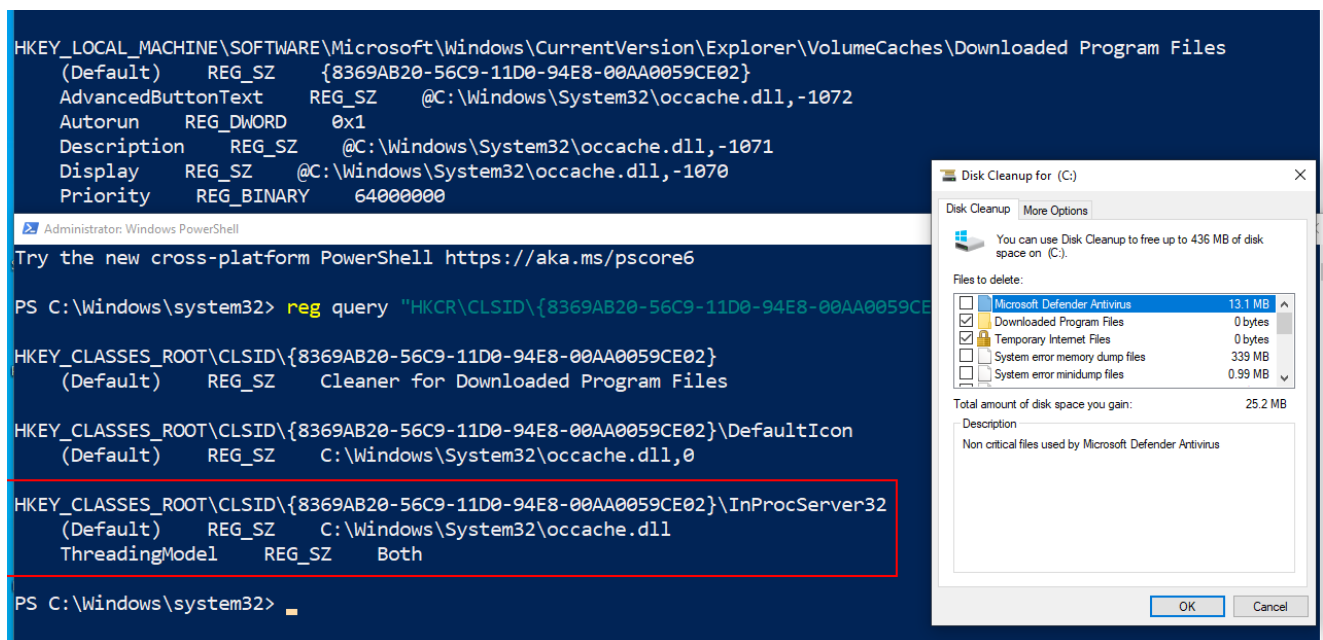 HKEY_LOCAL_MACHINE\SOFTWARE\Microsoft\Windows\CurrentVersion\Explorer\VolumeCaches\Downloaded Program Files
(Default) REG_SZ {8369AB20-56C9-11D0-94E8-00AA0059CE02}
AdvancedButtonText REG_SZ @C:\Windows\System32\occache.dll,-1072
Autorun REG_DWORD 0x1
Description REG_SZ @C:\Windows\System32\occache.dll,-1071
Display REG_SZ @C:\Windows\System32\occache.dll,-1070
Priority REG_BINARY 64000000
Administrator: Windows PowerShell
Try the new cross-platform PowerShell https://aka.ms/pscore6
PS C:\Windows\system32> reg query "HKCR\CLSID\{8369AB20-56C9-11D0-94E8-00AA0059CE
HKEY_CLASSES_ROOT\CLSID\{8369AB20-56C9-11D0-94E8-00AA0059CE02}
(Default) REG_SZ Cleaner for Downloaded Program Files
HKEY_CLASSES_ROOT\CLSID\{8369AB20-56C9-11D0-94E8-00AA0059CE02}\DefaultIcon
(Default) REG_SZ C:\Windows\System32\occache.dll,0
HKEY_CLASSES_ROOT\CLSID\{8369AB20-56C9-11D0-94E8-00AA0059CE02}\InProcServer32
(Default) REG_SZ C:\Windows\System32\occache.dll
ThreadingModel REG_SZ Both
PS C:\Windows\system32>
Disk Cleanup for (C:)
Disk Cleanup More Options
You can use Disk Cleanup to free up to 436 MB of disk
space on (C:).
Files to delete:
Microsoft Defender Antivirus 13.1 MB
Downloaded Program Files 0 bytes
Temporary Internet Files 0 bytes
System error memory dump files 339 MB
System error minidump files 0.99 MB
Total amount of disk space you gain: 25.2 MB
Description
Non critical files used by Microsoft Defender Antivirus
OK Cancel